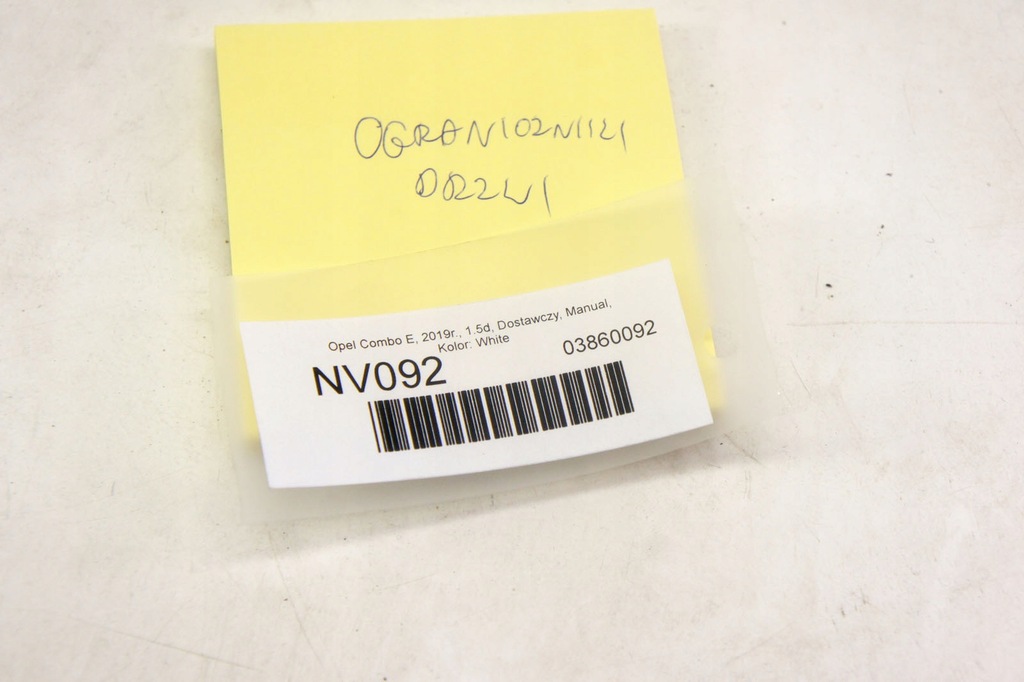 OGRANICZNIKI
DRZWI
Opel Combo E, 2019r., 1.5d, Dostawczy, Manual,
Kolor: White
NV092
03860092